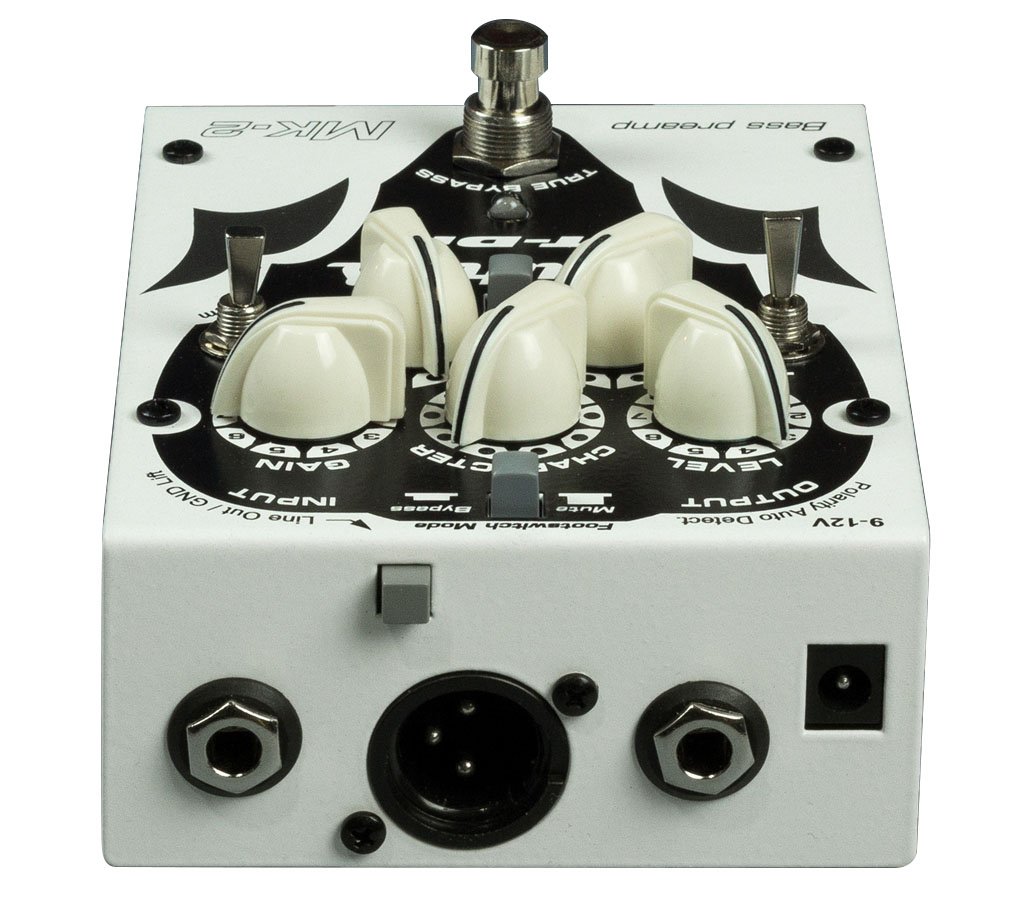 MK-2
Bass preamp
TRUE BYPASS
6 5 4 3
7 6 5 4 3 2
GAIN
CHARACTER
LEVEL
INPUT
OUTPUT
Bypass
Mute
Footswitch Mode
Line Out / GND Lift
Polarity Auto Detect.
9-12V